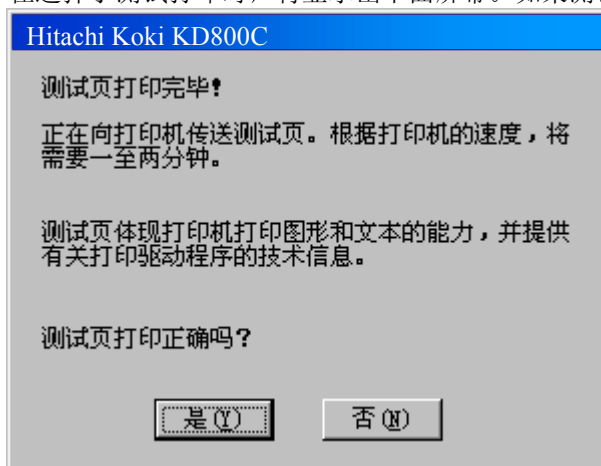 Hitachi Koki KD800C
测试页打印完毕!
正在向打印机传送测试页。根据打印机的速度,将
需要一至两分钟。
测试页体现打印机打印图形和文本的能力,并提供
有关打印驱动程序的技术信息。
测试页打印正确吗?
是(Y)
否(N)